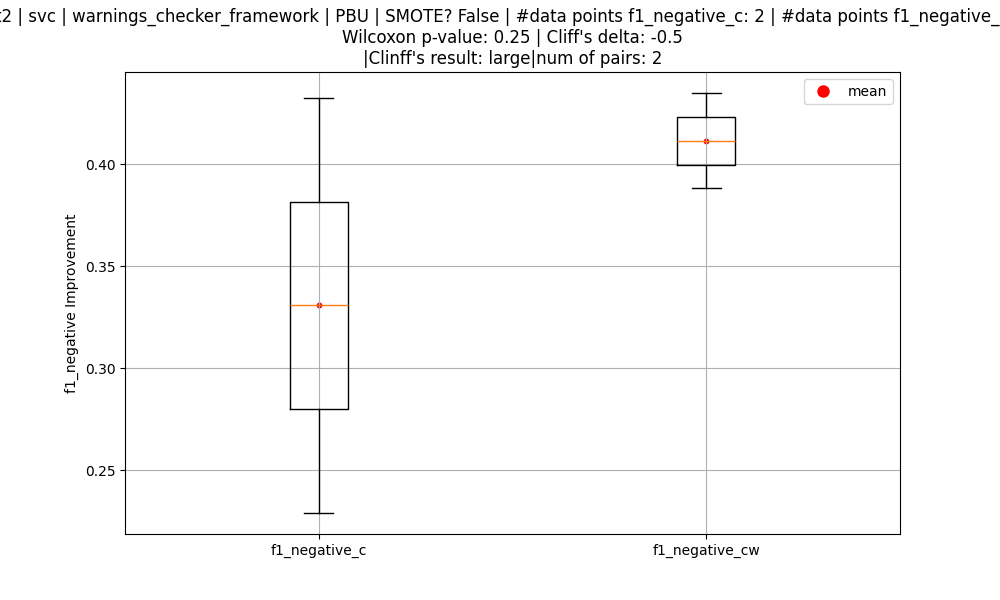 2 | svc | warnings_checker_framework | PBU | SMOTE? False | #data points f1_negative_c: 2 | #data points f1_negative_
Wilcoxon p-value: 0.25 | Cliff's delta: -0.5
|Clinff's result: large|num of pairs: 2
mean
0.40
0.35
0.30
0.25
f1_negative Improvement
f1_negative_c
f1_negative_cw